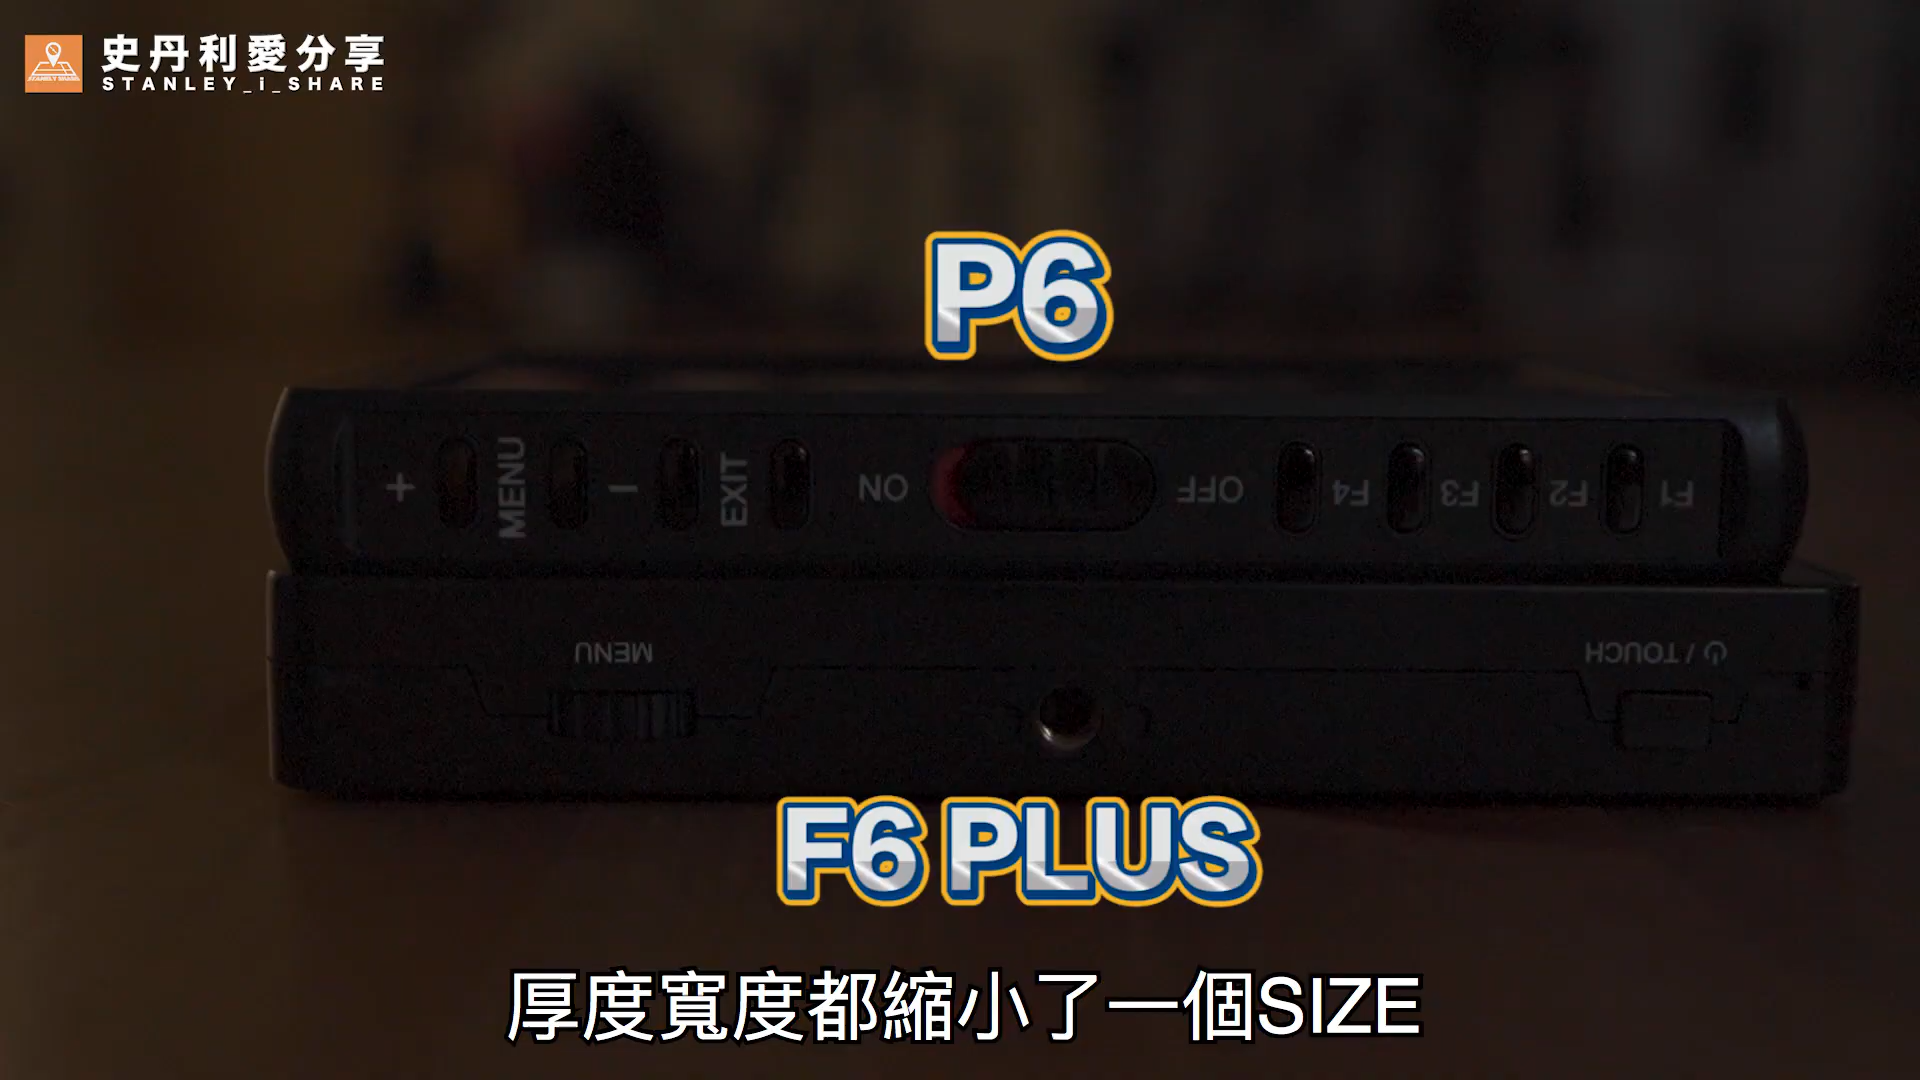 史丹利愛分享
STANLEY_i_SHARE
P6
+ MENU − EXIT ON OFF F4 F3 F2 F1
MENU
⏻ / TOUCH
F6 PLUS
厚度寬度都縮小了一個SIZE